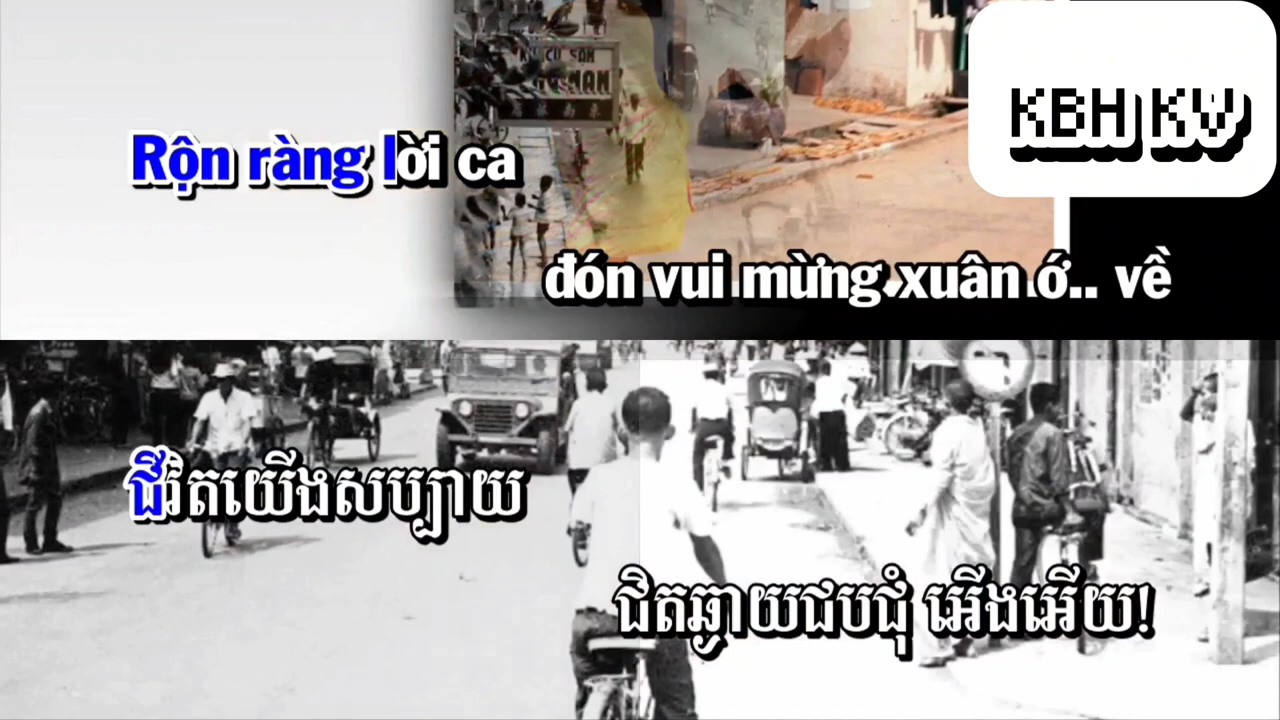 KBH KV
Rộn ràng lời ca
đón vui mừng xuân ớ.. về
ជីវិតយើងសប្បាយ
ជិតឆ្ងាយជបជុំ អើងអើយ!